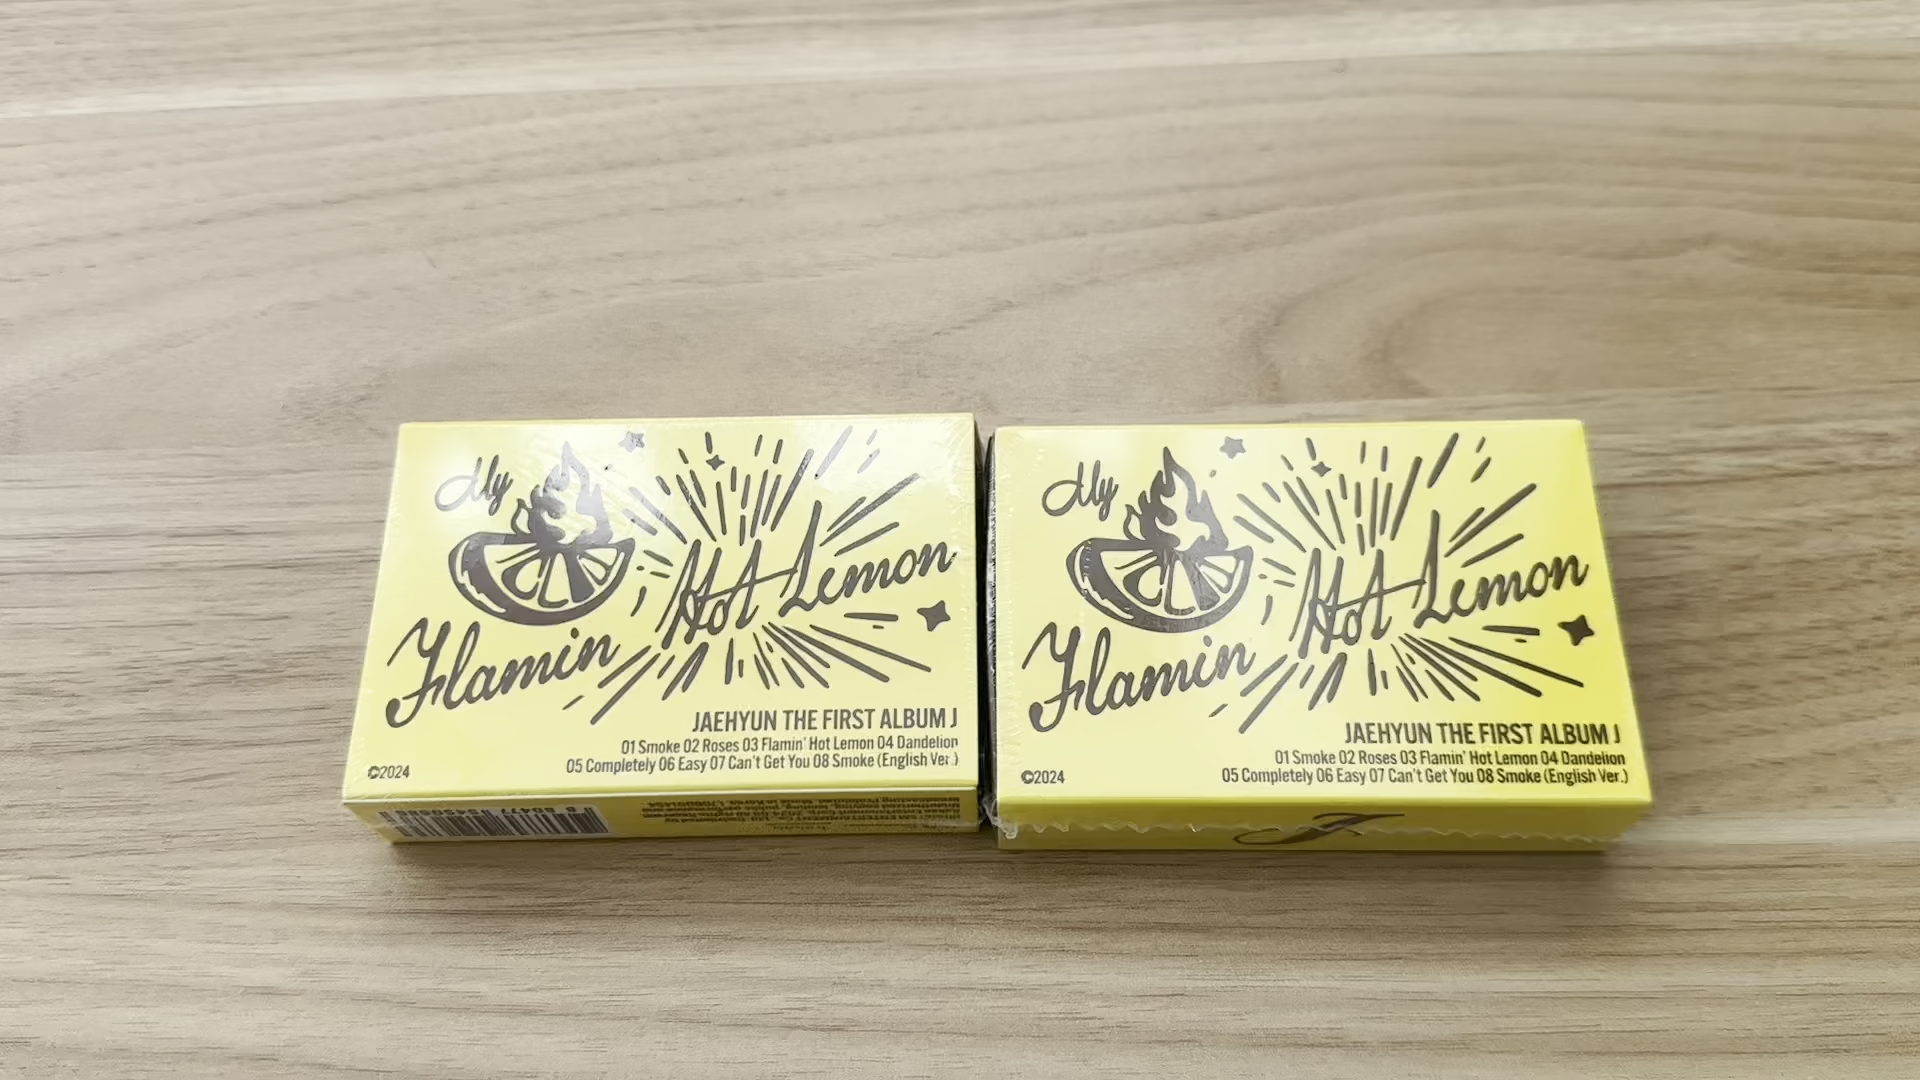 My
Flamin Hot Lemon
JAEHYUN THE FIRST ALBUM J
01 Smoke 02 Roses 03 Flamin' Hot Lemon 04 Dandelion
05 Completely 06 Easy 07 Can't Get You 08 Smoke (English Ver.)
©2024
My
Flamin Hot Lemon
JAEHYUN THE FIRST ALBUM J
01 Smoke 02 Roses 03 Flamin' Hot Lemon 04 Dandelion
05 Completely 06 Easy 07 Can't Get You 08 Smoke (English Ver.)
©2024
J